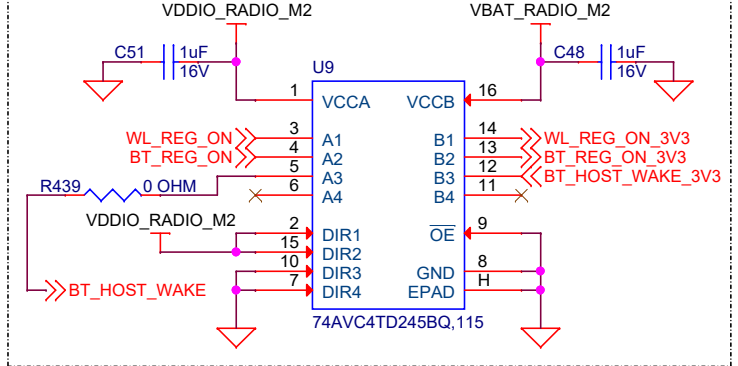 VDDIO_RADIO_M2
VBAT_RADIO_M2
C51
1uF
16V
C48
1uF
16V
U9
1
VCCA
VCCB
16
WL_REG_ON
3
A1
B1
14
WL_REG_ON_3V3
BT_REG_ON
4
A2
B2
13
BT_REG_ON_3V3
5
A3
B3
12
BT_HOST_WAKE_3V3
R439
0 OHM
6
A4
B4
11
VDDIO_RADIO_M2
2
DIR1
OE
9
15
DIR2
10
DIR3
GND
8
7
DIR4
EPAD
H
BT_HOST_WAKE
74AVC4TD245BQ,115